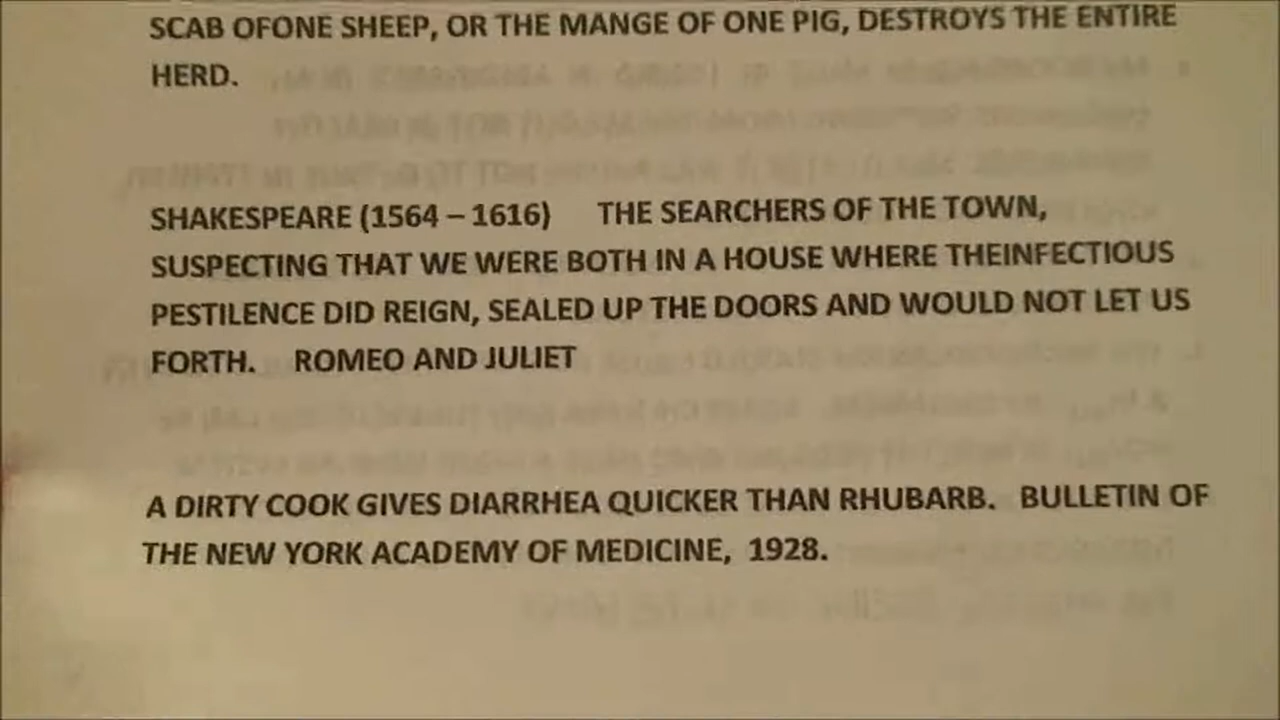 SCAB OFONE SHEEP, OR THE MANGE OF ONE PIG, DESTROYS THE ENTIRE
HERD.
SHAKESPEARE (1564 – 1616) THE SEARCHERS OF THE TOWN,
SUSPECTING THAT WE WERE BOTH IN A HOUSE WHERE THEINFECTIOUS
PESTILENCE DID REIGN, SEALED UP THE DOORS AND WOULD NOT LET US
FORTH. ROMEO AND JULIET
A DIRTY COOK GIVES DIARRHEA QUICKER THAN RHUBARB. BULLETIN OF
THE NEW YORK ACADEMY OF MEDICINE, 1928.